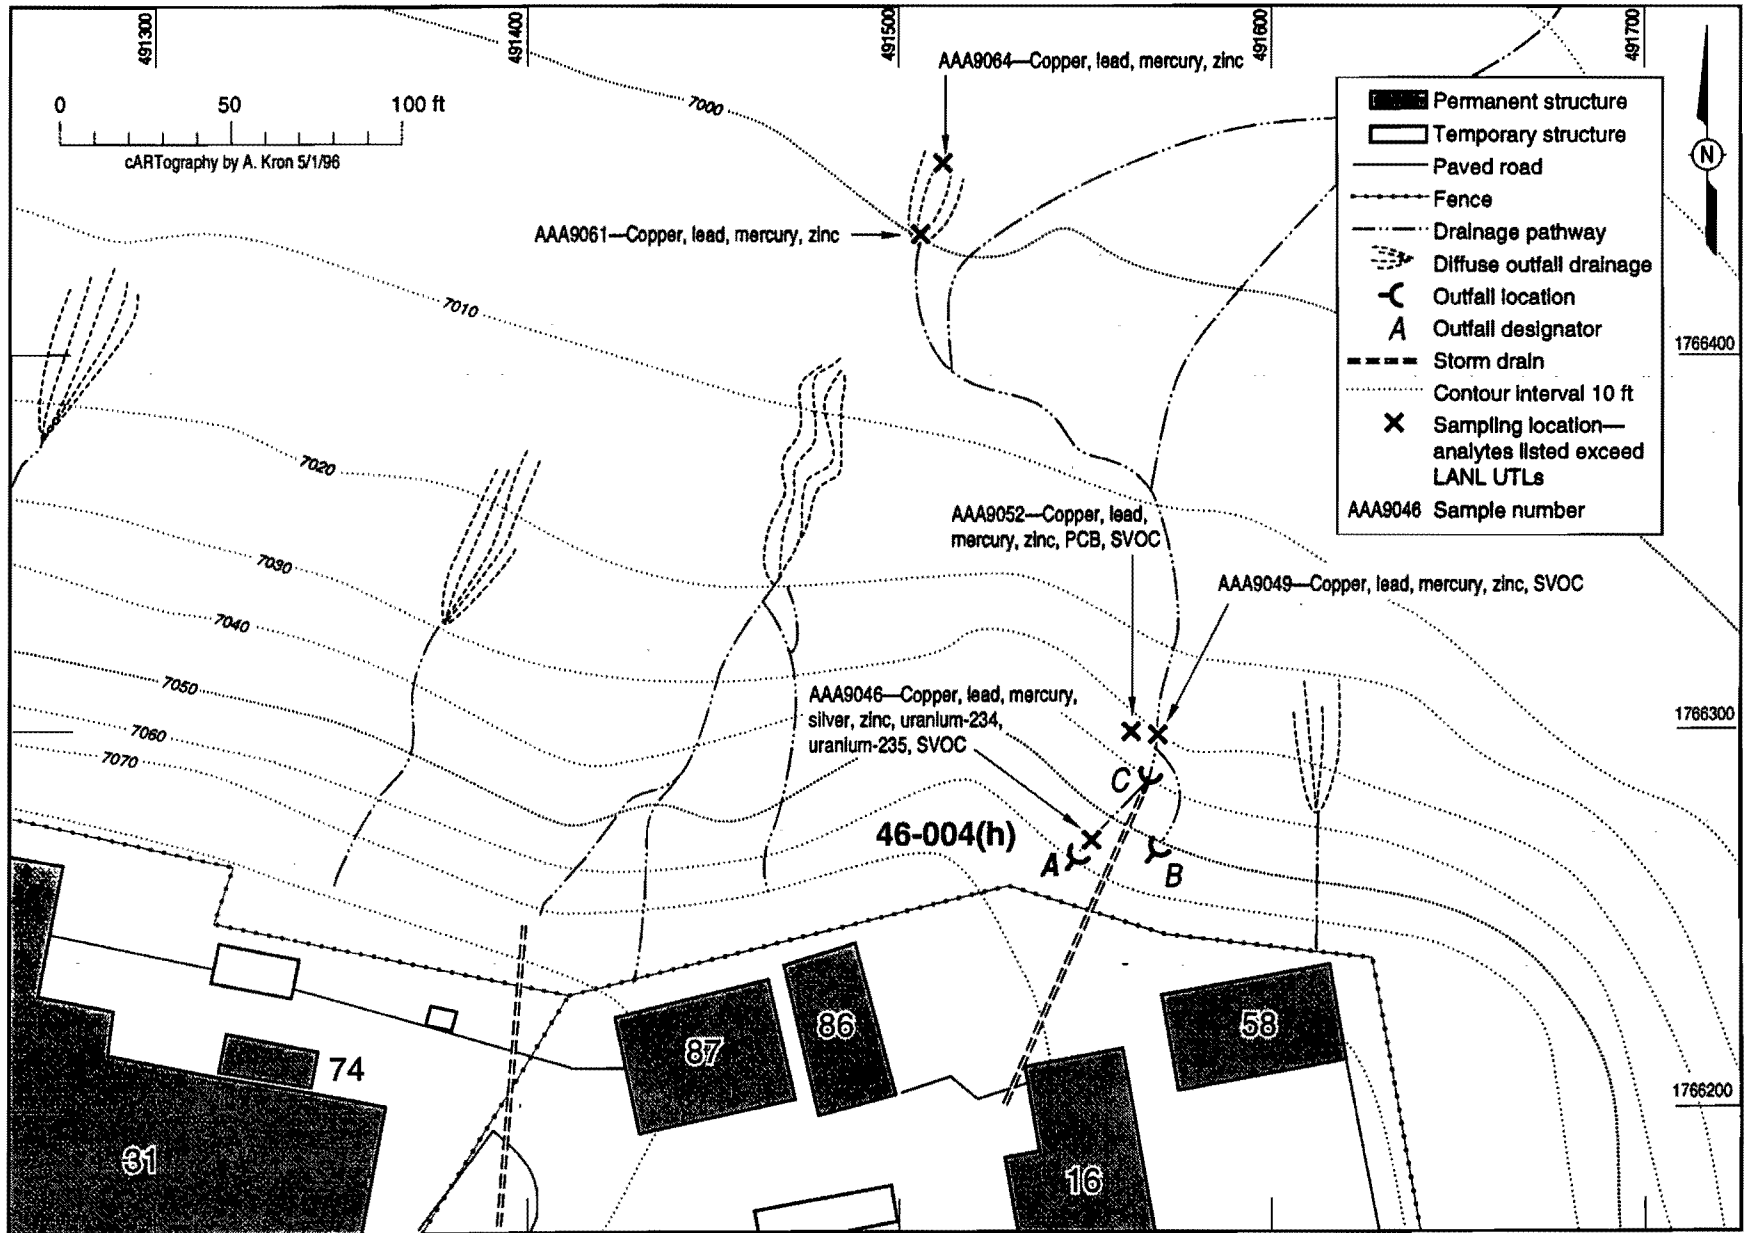 491300
491400
491500
491600
491700
AAA9064—Copper, lead, mercury, zinc
0 50 100 ft
cARTography by A. Kron 5/1/96
7000
Permanent structure
Temporary structure
Paved road
Fence
Drainage pathway
Diffuse outfall drainage
Outfall location
A Outfall designator
Storm drain
Contour interval 10 ft
Sampling location—
analytes listed exceed
LANL UTLs
AAA9046 Sample number
N
AAA9061—Copper, lead, mercury, zinc
7010
1766400
7020
AAA9052—Copper, lead,
mercury, zinc, PCB, SVOC
7030
AAA9049—Copper, lead, mercury, zinc, SVOC
7040
7050
AAA9046—Copper, lead, mercury,
silver, zinc, uranium-234,
uranium-235, SVOC
1766300
7060
7070
C
46-004(h)
A
B
87
86
58
74
1766200
31
16